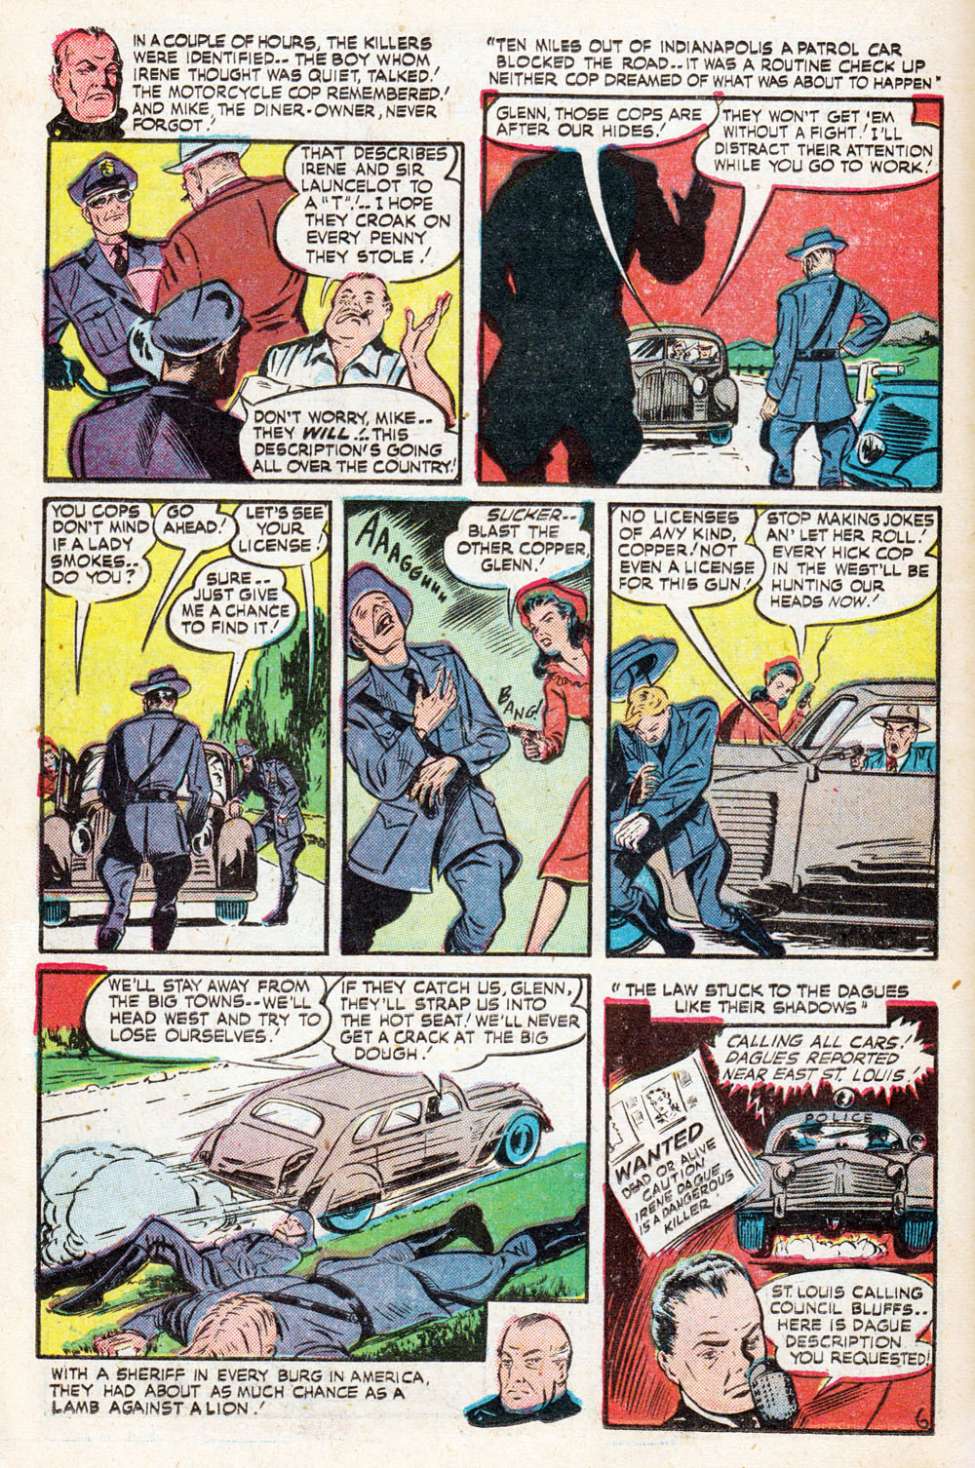 IN A COUPLE OF HOURS, THE KILLERS
WERE IDENTIFIED-- THE BOY WHOM
IRENE THOUGHT WAS QUIET, TALKED!
THE MOTORCYCLE COP REMEMBERED!
AND MIKE, THE DINER-OWNER, NEVER
FORGOT!
THAT DESCRIBES
IRENE AND SIR
LAUNCELOT TO
A "T"!-- I HOPE
THEY CROAK ON
EVERY PENNY
THEY STOLE!
DON'T WORRY, MIKE--
THEY WILL!. THIS
DESCRIPTION'S GOING
ALL OVER THE COUNTRY!
"TEN MILES OUT OF INDIANAPOLIS A PATROL CAR
BLOCKED THE ROAD-- IT WAS A ROUTINE CHECK UP
NEITHER COP DREAMED OF WHAT WAS ABOUT TO HAPPEN"
GLENN, THOSE COPS ARE
AFTER OUR HIDES!
THEY WON'T GET 'EM
WITHOUT A FIGHT! I'LL
DISTRACT THEIR ATTENTION
WHILE YOU GO TO WORK!
YOU COPS
DON'T MIND
IF A LADY
SMOKES--
DO YOU?
GO
AHEAD!
LET'S SEE
YOUR
LICENSE!
SURE--
JUST GIVE
ME A CHANCE
TO FIND IT!
AAAGGHHH
SUCKER--
BLAST THE
OTHER COPPER,
GLENN!
BANG!
NO LICENSES
OF ANY KIND,
COPPER! NOT
EVEN A LICENSE
FOR THIS GUN!
STOP MAKING JOKES
AN' LET HER ROLL!
EVERY HICK COP
IN THE WEST'LL BE
HUNTING OUR
HEADS NOW!
WE'LL STAY AWAY FROM
THE BIG TOWNS--WE'LL
HEAD WEST AND TRY TO
LOSE OURSELVES!
IF THEY CATCH US, GLENN,
THEY'LL STRAP US INTO
THE HOT SEAT! WE'LL NEVER
GET A CRACK AT THE BIG
DOUGH!
WITH A SHERIFF IN EVERY BURG IN AMERICA,
THEY HAD ABOUT AS MUCH CHANCE AS A
LAMB AGAINST A LION!
"THE LAW STUCK TO THE DAGUES
LIKE THEIR SHADOWS"
CALLING ALL CARS!
DAGUES REPORTED
NEAR EAST ST. LOUIS!
POLICE
WANTED
DEAD OR ALIVE
CAUTION
IRENE DAGUE
IS A DANGEROUS
KILLER
ST. LOUIS CALLING
COUNCIL BLUFFS--
HERE IS DAGUE
DESCRIPTION
YOU REQUESTED!
6